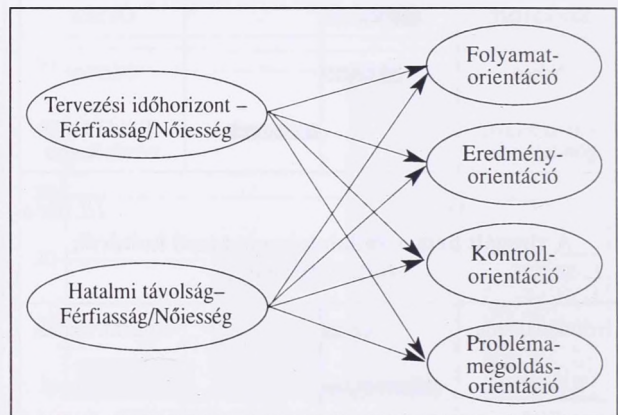 Tervezési időhorizont –
Férfiasság/Nőiesség
Hatalmi távolság–
Férfiasság/Nőiesség
Folyamat-
orientáció
Eredmény-
orientáció
Kontroll-
orientáció
Probléma-
megoldás-
orientáció